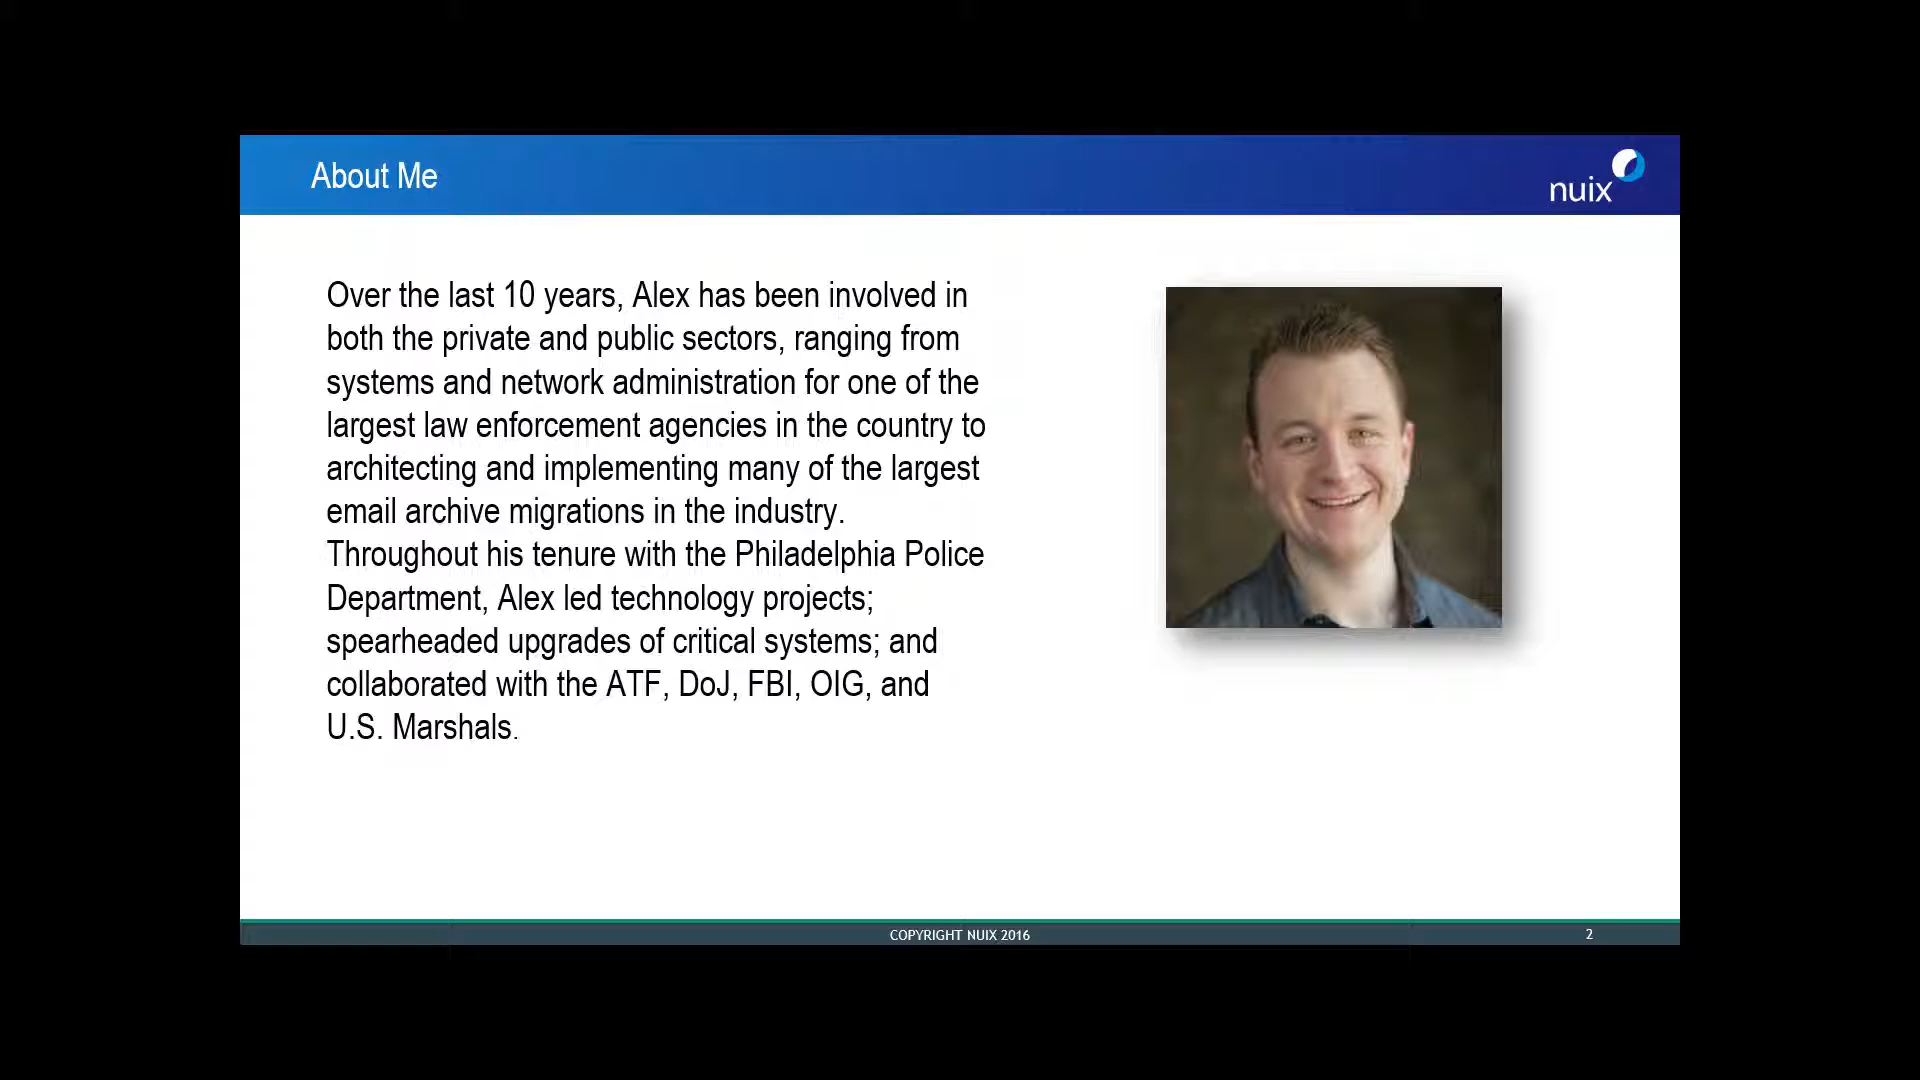 About Me
nuix
Over the last 10 years, Alex has been involved in
both the private and public sectors, ranging from
systems and network administration for one of the
largest law enforcement agencies in the country to
architecting and implementing many of the largest
email archive migrations in the industry.
Throughout his tenure with the Philadelphia Police
Department, Alex led technology projects;
spearheaded upgrades of critical systems; and
collaborated with the ATF, DoJ, FBI, OIG, and
U.S. Marshals.
COPYRIGHT NUIX 2016
2